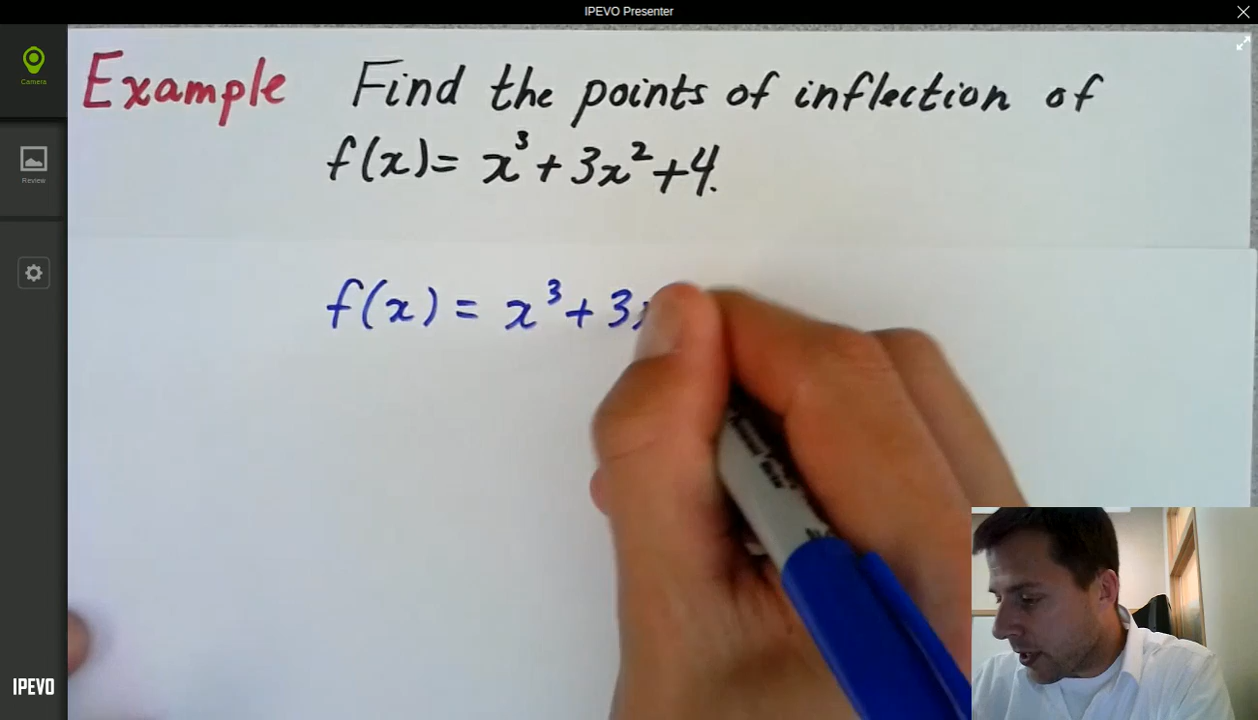 IPEVO Presenter
Camera
Example Find the points of inflection of
f(x)= x³+3x²+4.
Review
f(x) = x³+3
IPEVO